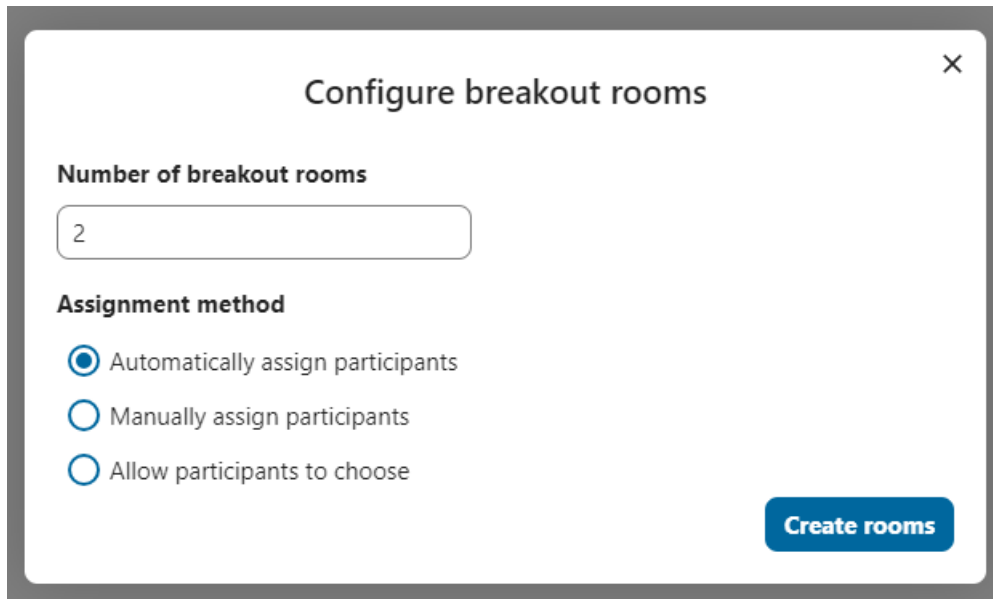 Configure breakout rooms
Number of breakout rooms
2
Assignment method
Automatically assign participants
Manually assign participants
Allow participants to choose
Create rooms